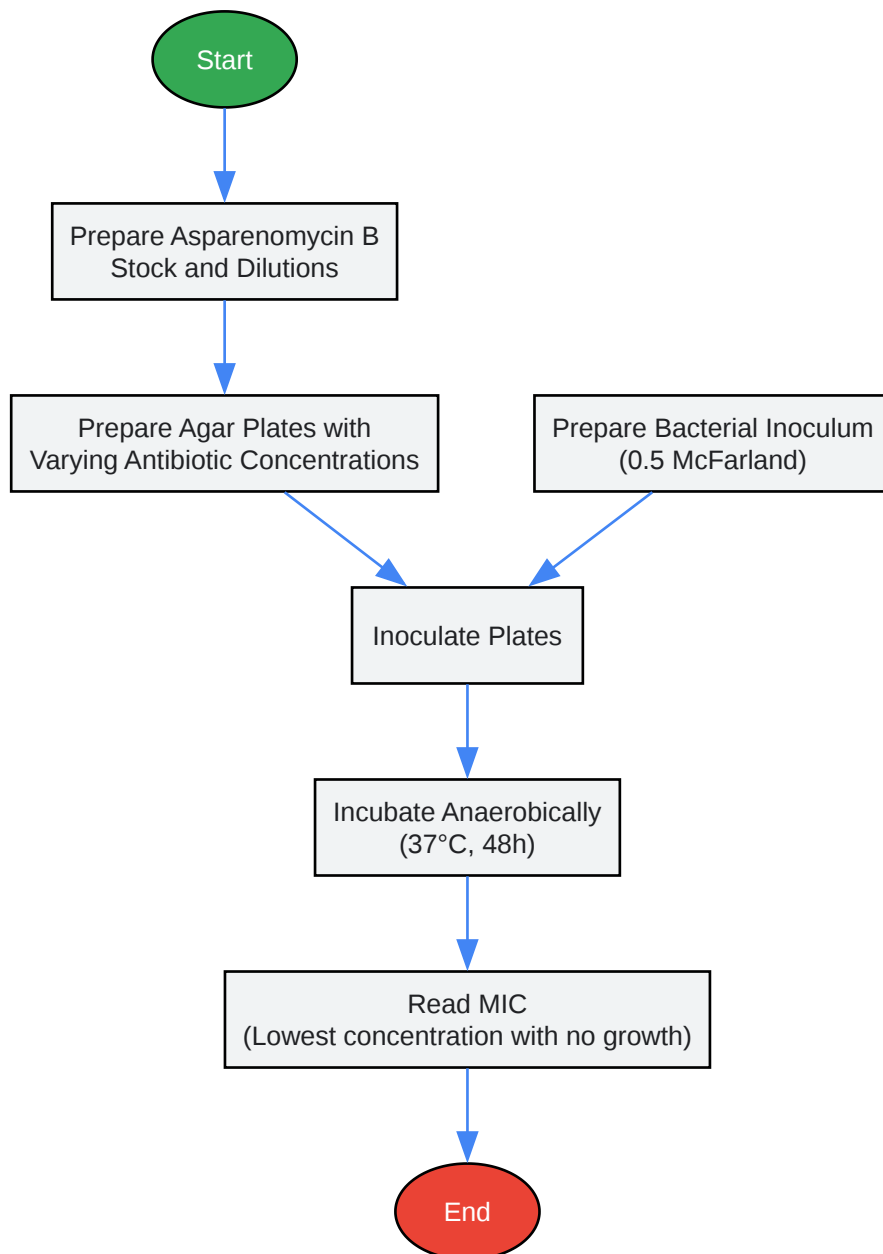 Start
Prepare Asparenomycin B
Stock and Dilutions
Prepare Agar Plates with
Varying Antibiotic Concentrations
Prepare Bacterial Inoculum
(0.5 McFarland)
Inoculate Plates
Incubate Anaerobically
(37°C, 48h)
Read MIC
(Lowest concentration with no growth)
End